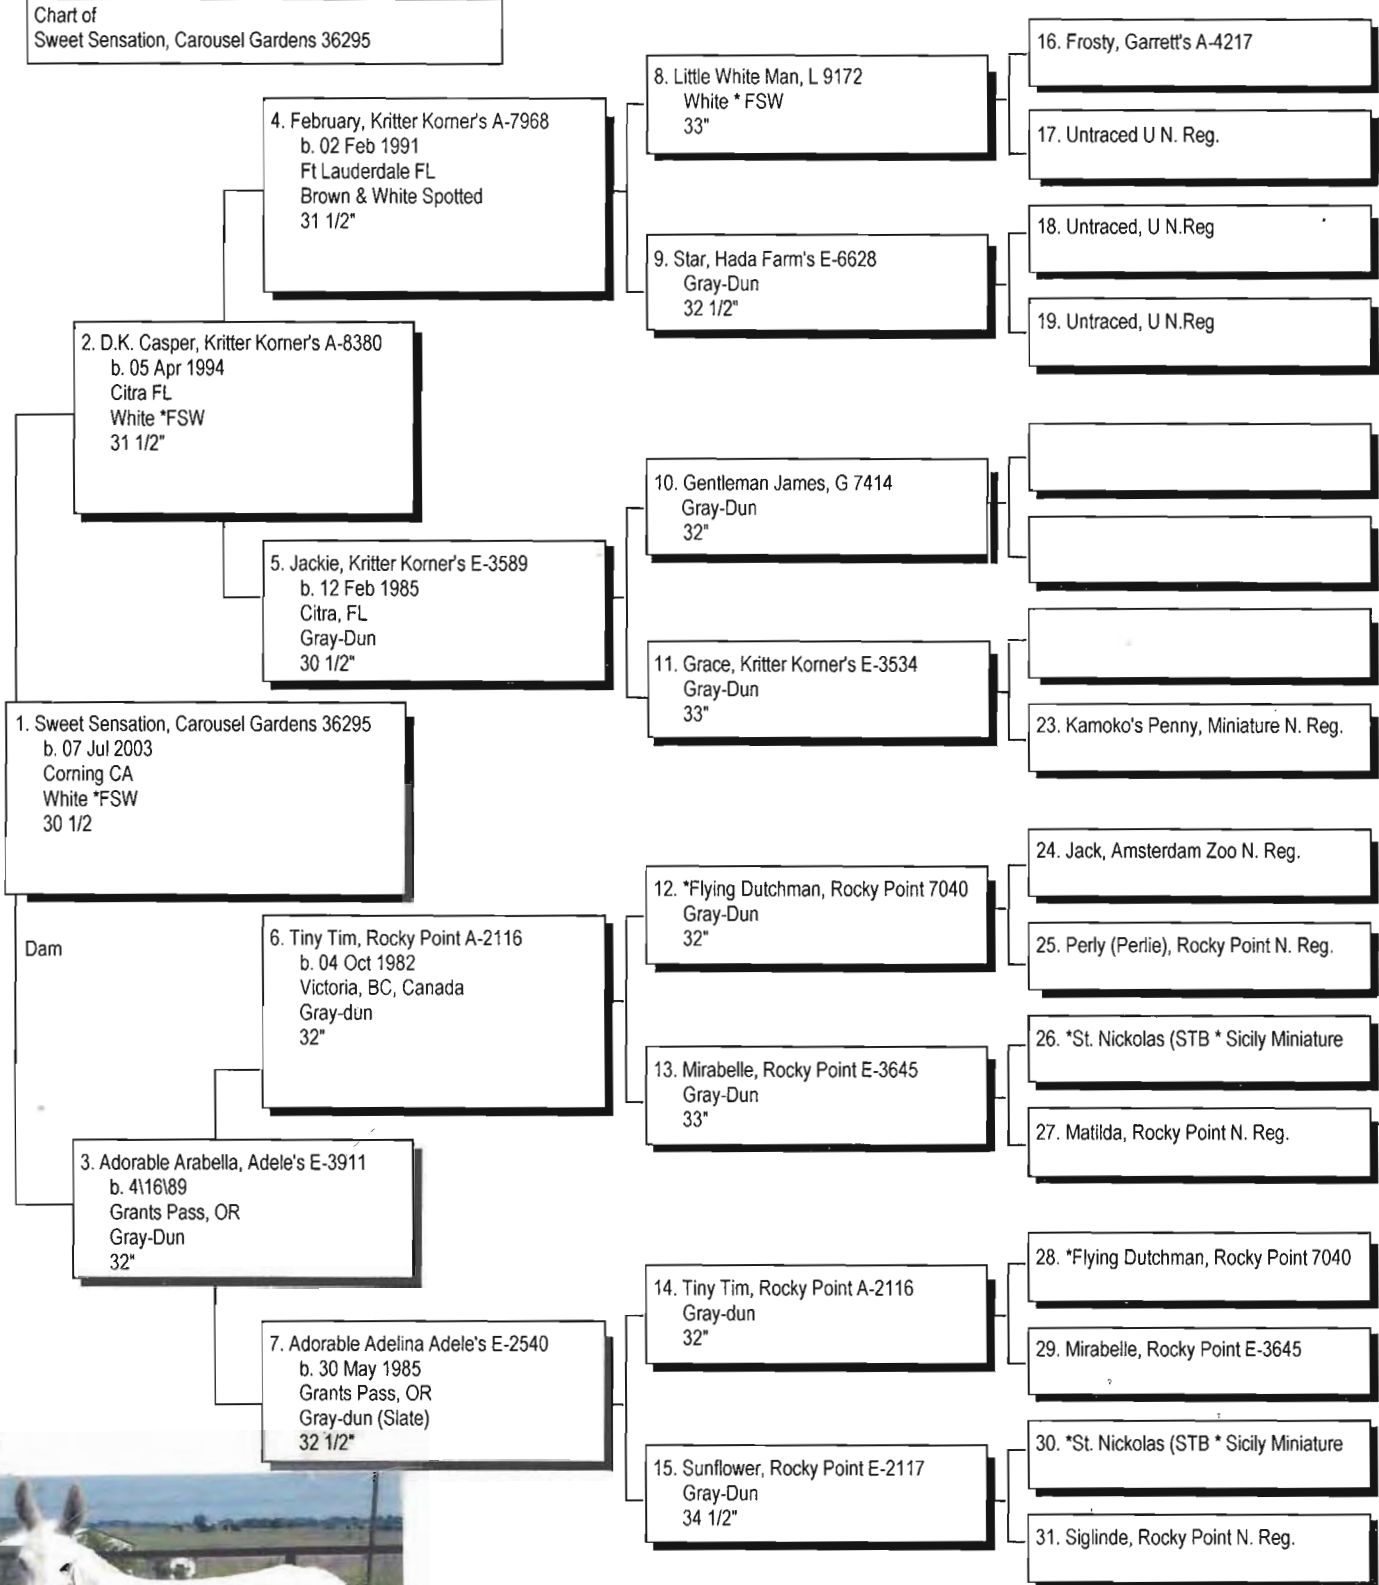 Chart of
Sweet Sensation, Carousel Gardens 36295
1. Sweet Sensation, Carousel Gardens 36295
b. 07 Jul 2003
Corning CA
White *FSW
30 1/2
Dam
2. D.K. Casper, Kritter Korner's A-8380
b. 05 Apr 1994
Citra FL
White *FSW
31 1/2"
3. Adorable Arabella, Adele's E-3911
b. 4\16\89
Grants Pass, OR
Gray-Dun
32"
4. February, Kritter Korner's A-7968
b. 02 Feb 1991
Ft Lauderdale FL
Brown & White Spotted
31 1/2"
5. Jackie, Kritter Korner's E-3589
b. 12 Feb 1985
Citra, FL
Gray-Dun
30 1/2"
6. Tiny Tim, Rocky Point A-2116
b. 04 Oct 1982
Victoria, BC, Canada
Gray-dun
32"
7. Adorable Adelina Adele's E-2540
b. 30 May 1985
Grants Pass, OR
Gray-dun (Slate)
32 1/2"
8. Little White Man, L 9172
White * FSW
33"
9. Star, Hada Farm's E-6628
Gray-Dun
32 1/2"
10. Gentleman James, G 7414
Gray-Dun
32"
11. Grace, Kritter Korner's E-3534
Gray-Dun
33"
12. *Flying Dutchman, Rocky Point 7040
Gray-Dun
32"
13. Mirabelle, Rocky Point E-3645
Gray-Dun
33"
14. Tiny Tim, Rocky Point A-2116
Gray-dun
32"
15. Sunflower, Rocky Point E-2117
Gray-Dun
34 1/2"
16. Frosty, Garrett's A-4217
17. Untraced U N. Reg.
18. Untraced, U N.Reg
19. Untraced, U N.Reg
23. Kamoko's Penny, Miniature N. Reg.
24. Jack, Amsterdam Zoo N. Reg.
25. Perly (Perlie), Rocky Point N. Reg.
26. *St. Nickolas (STB * Sicily Miniature
27. Matilda, Rocky Point N. Reg.
28. *Flying Dutchman, Rocky Point 7040
29. Mirabelle, Rocky Point E-3645
30. *St. Nickolas (STB * Sicily Miniature
31. Siglinde, Rocky Point N. Reg.